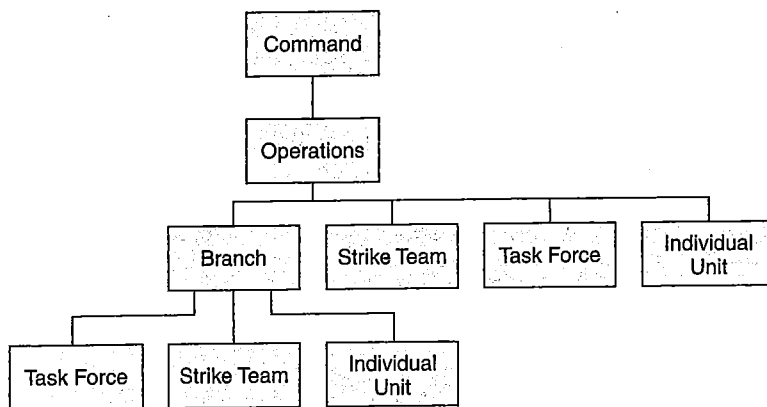 Command
Operations
Branch
Strike Team
Task Force
Individual
Unit
Task Force
Strike Team
Individual
Unit